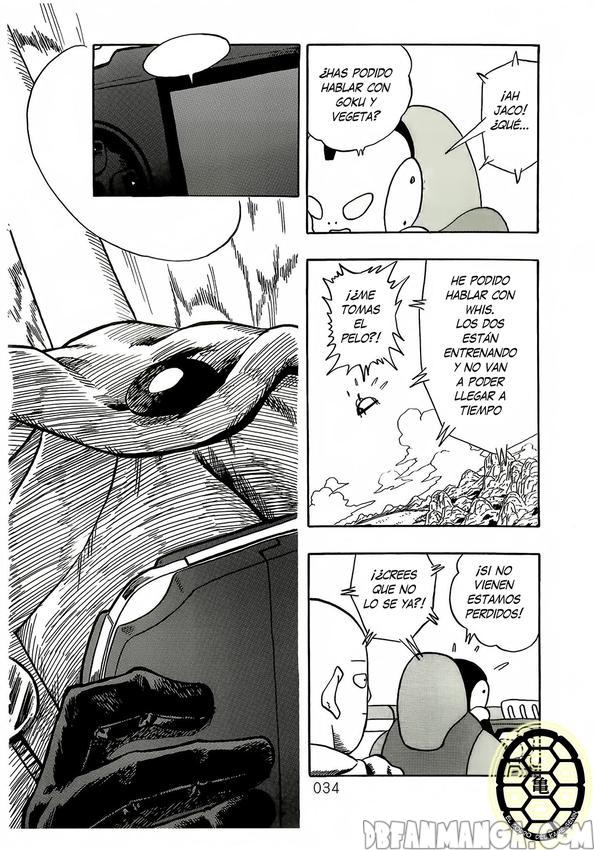 ¡AH
JACO!
¿QUÉ...
¿HAS PODIDO
HABLAR CON
GOKU Y
VEGETA?
HE PODIDO
HABLAR CON
WHIS.
LOS DOS
ESTÁN
ENTRENANDO
Y NO VAN
A PODER
LLEGAR A
TIEMPO
¡¿ME
TOMAS
EL
PELO?!
¡SI NO
VIENEN
ESTAMOS
PERDIDOS!
¡¿CREES
QUE NO
LO SE YA?!
034
亀
DBFANMANGA.COM